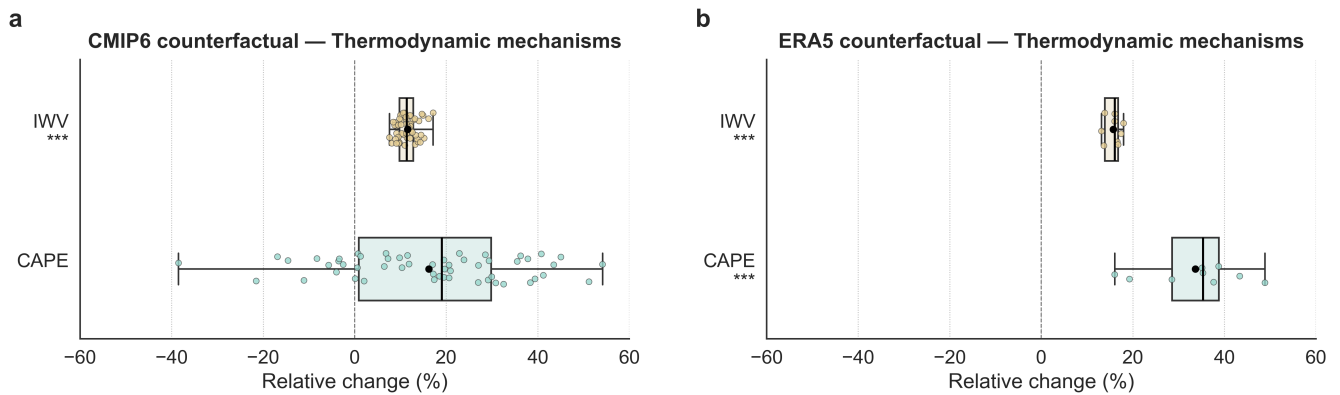 a
CMIP6 counterfactual — Thermodynamic mechanisms
IWV
***
CAPE
−60 −40 −20 0 20 40 60
Relative change (%)
b
ERA5 counterfactual — Thermodynamic mechanisms
IWV
***
CAPE
***
−60 −40 −20 0 20 40 60
Relative change (%)